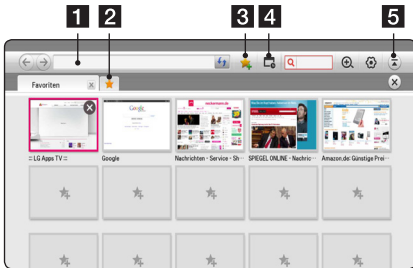 1 2 3 4 5
Favoriten
:: LG Apps TV ::
Google
Nachrichten - Service - Sh···
SPIEGEL ONLINE - Nachric···
Amazon.de: Günstige Prei···